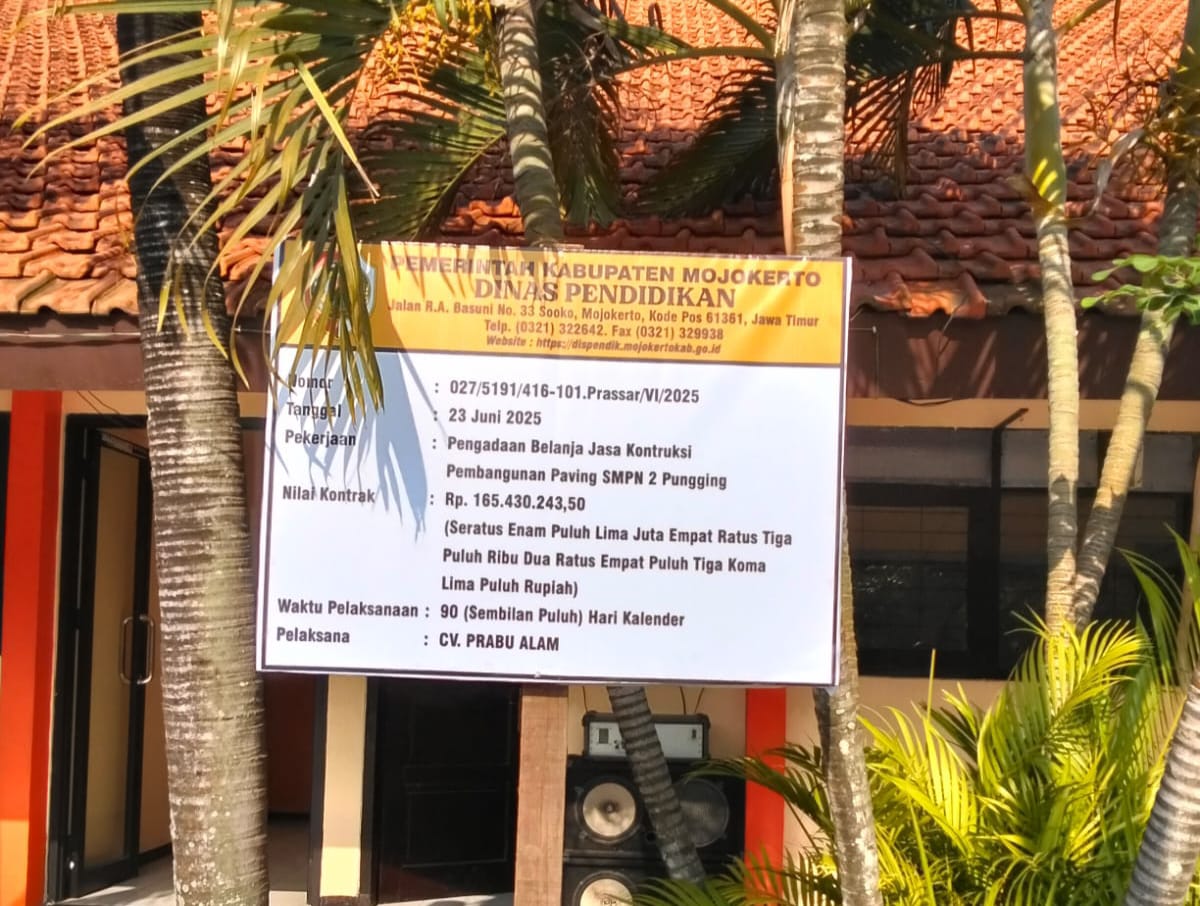 PEMERINTAH KABUPATEN MOJOKERTO
DINAS PENDIDIKAN
Jalan R.A. Basuni No. 33 Sooko, Mojokerto, Kode Pos 61361, Jawa Timur
Telp. (0321) 322642. Fax (0321) 329938
Website : https://dispendik.mojokertokab.go.id
Nomor : 027/5191/416-101.Prassar/VI/2025
Tanggal : 23 Juni 2025
Pekerjaan : Pengadaan Belanja Jasa Kontruksi
Pembangunan Paving SMPN 2 Pungging
Nilai Kontrak : Rp. 165.430.243,50
(Seratus Enam Puluh Lima Juta Empat Ratus Tiga
Puluh Ribu Dua Ratus Empat Puluh Tiga Koma
Lima Puluh Rupiah)
Waktu Pelaksanaan : 90 (Sembilan Puluh) Hari Kalender
Pelaksana : CV. PRABU ALAM